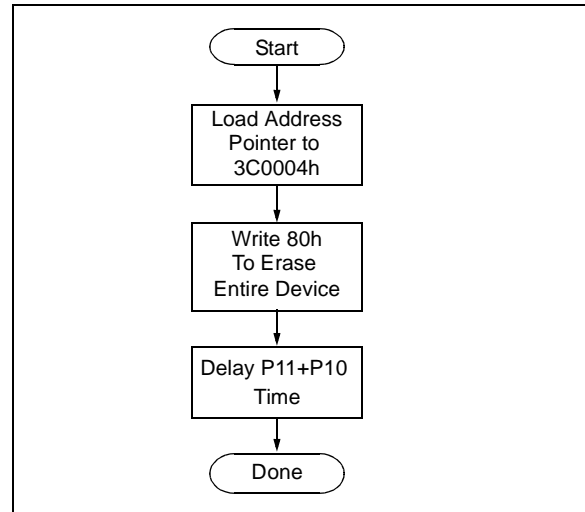 Start
Load Address
Pointer to
3C0004h
Write 80h
To Erase
Entire Device
Delay P11+P10
Time
Done